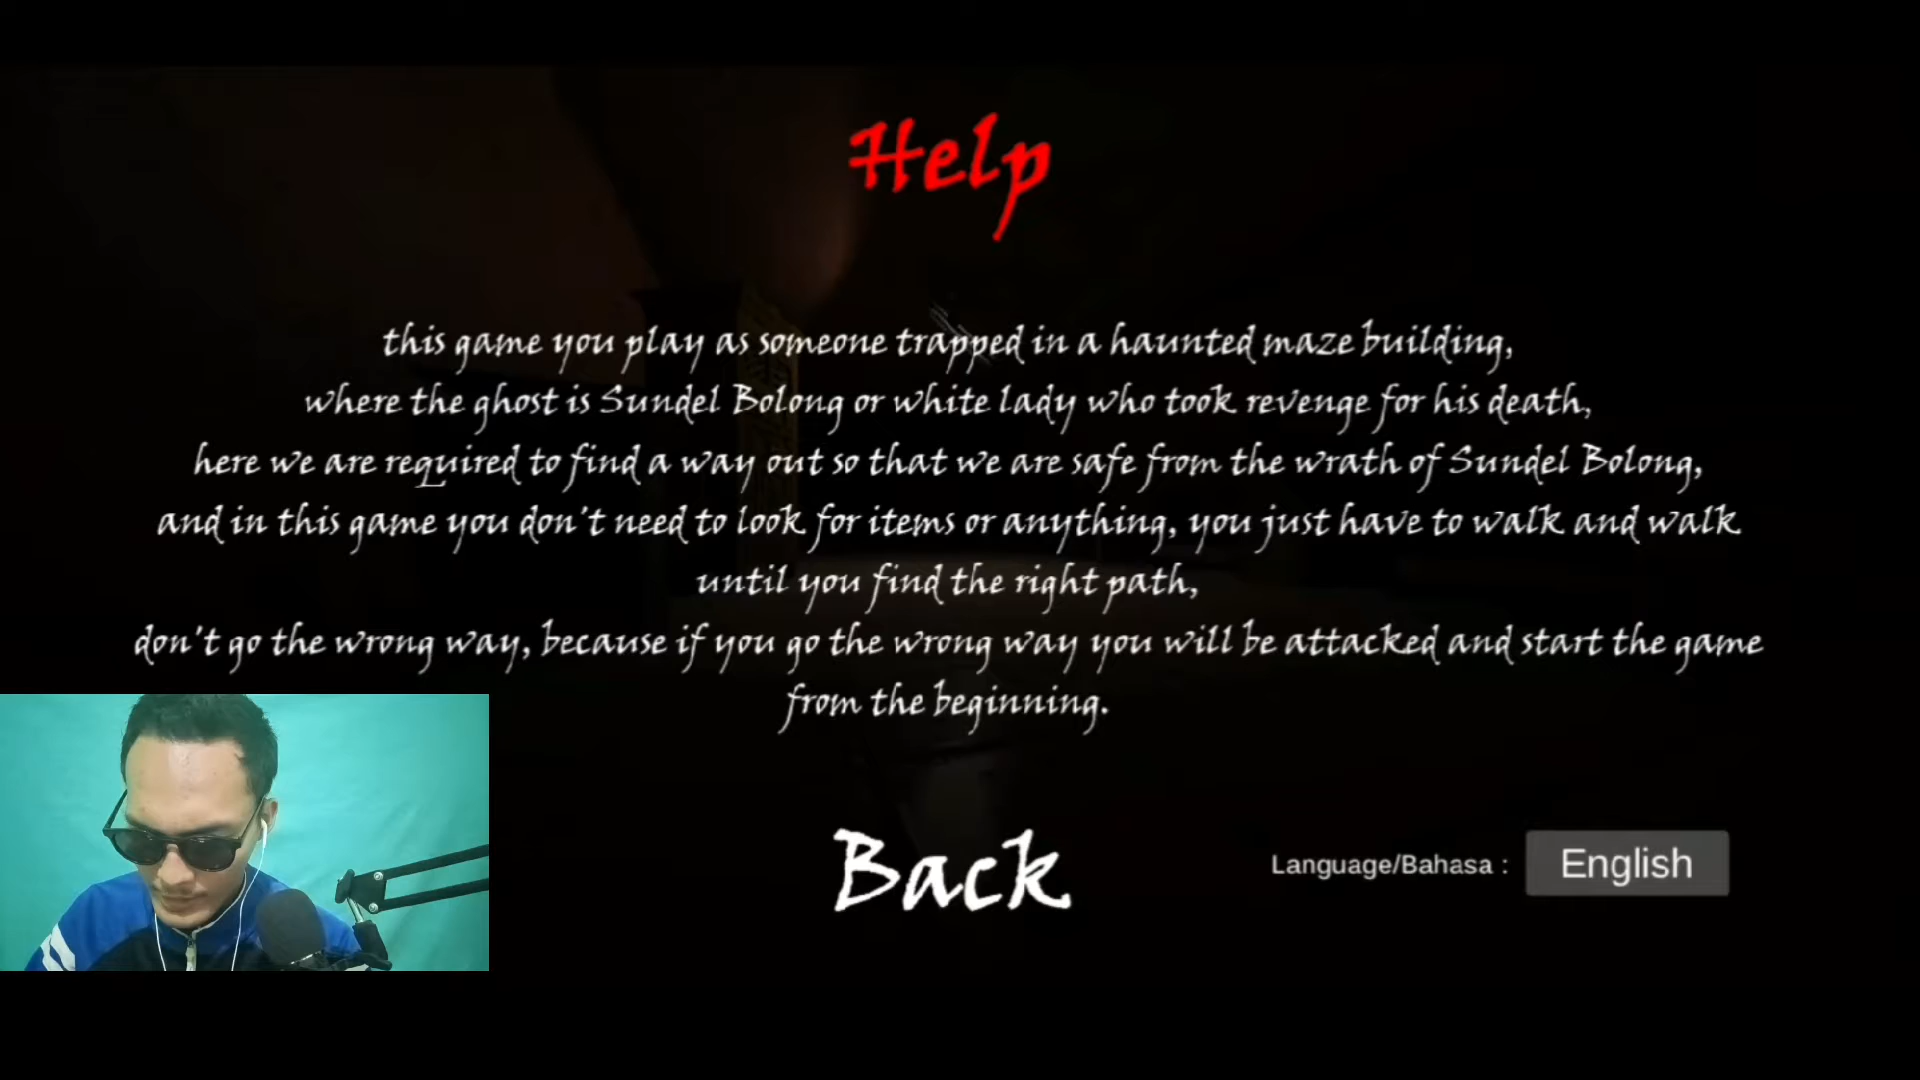 Help
this game you play as someone trapped in a haunted maze building,
where the ghost is Sundel Bolong or white lady who took revenge for his death,
here we are required to find a way out so that we are safe from the wrath of Sundel Bolong,
and in this game you don't need to look for items or anything, you just have to walk and walk
until you find the right path,
don't go the wrong way, because if you go the wrong way you will be attacked and start the game
from the beginning.
Back
Language/Bahasa : English